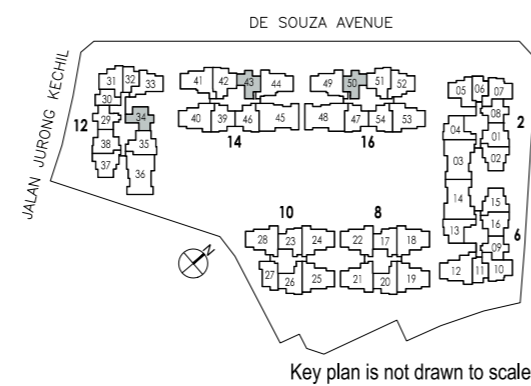 DE SOUZA AVENUE
JALAN JURONG KECHIL
31 32 33
30
12 29 34
38 35
37 36
41 42 43 44
40 39 46 45
14
49 50 51 52
48 47 54 53
16
05 06 07
08 2
04 01
03 02
14 15
13 16 6
09
12 11 10
10 8
28 23 24
27 26 25
22 17 18
21 20 19
N
Key plan is not drawn to scale